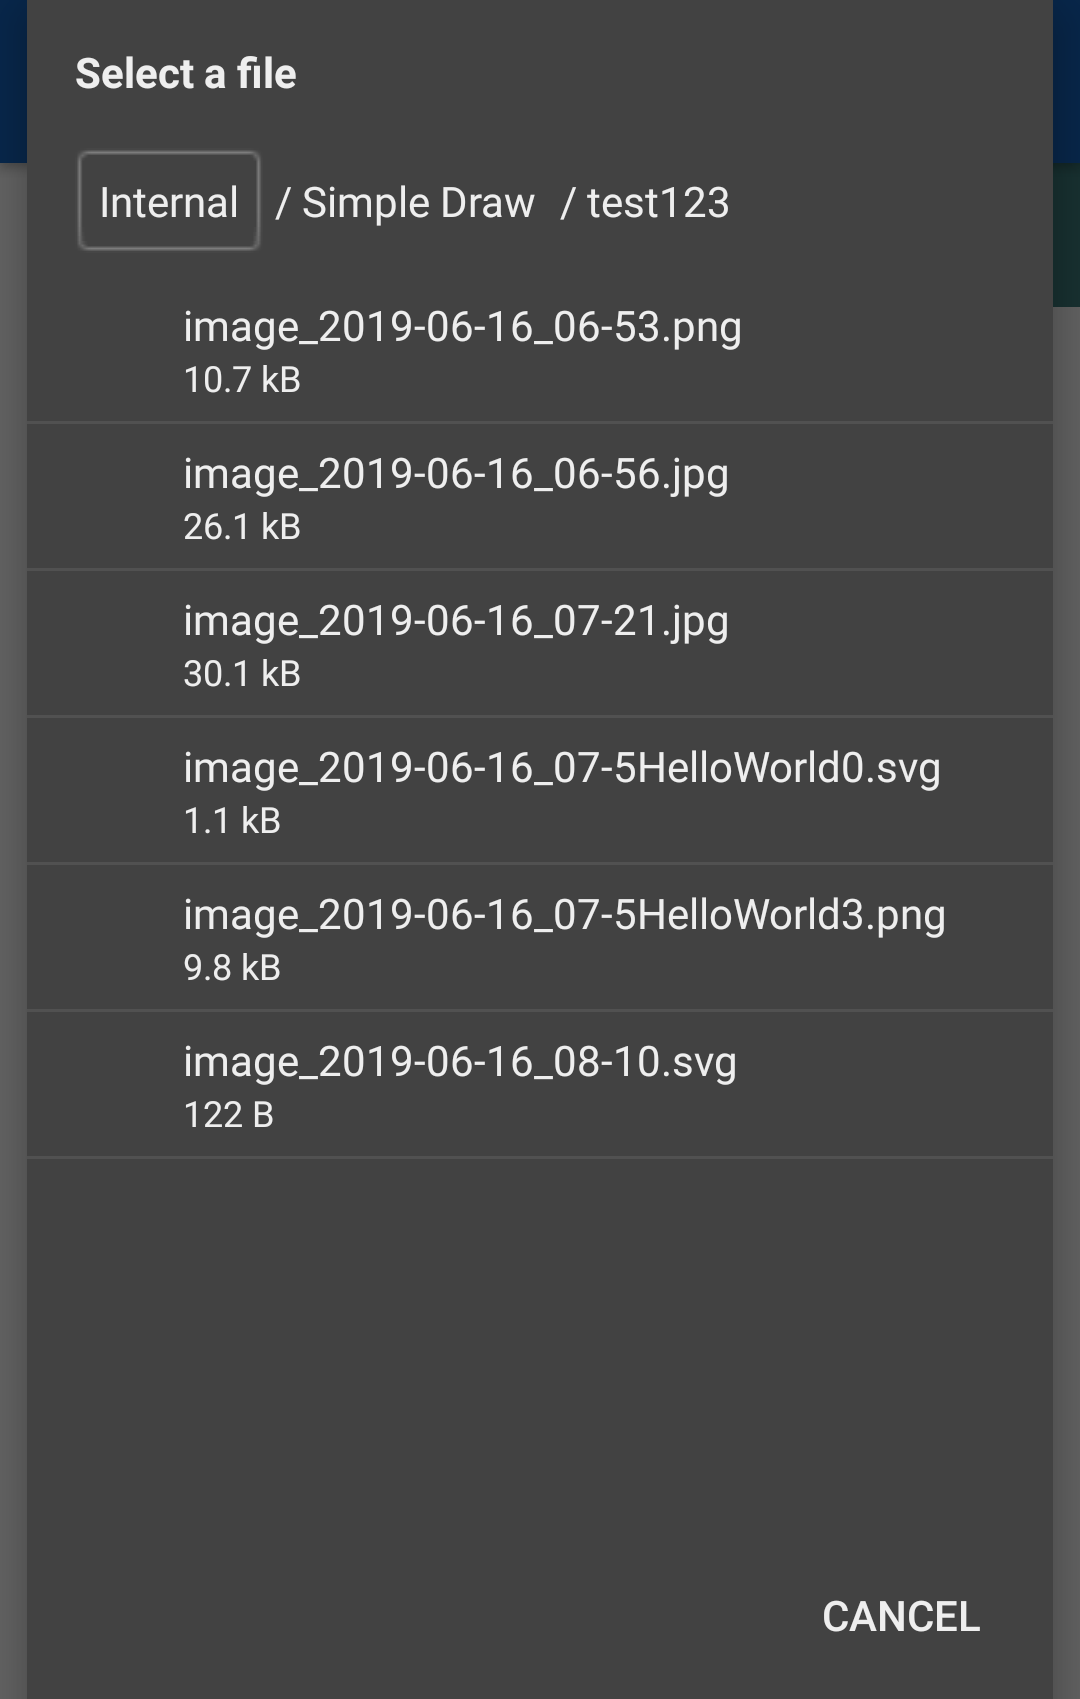 Select a file
Internal / Simple Draw / test123
image_2019-06-16_06-53.png
10.7 kB
image_2019-06-16_06-56.jpg
26.1 kB
image_2019-06-16_07-21.jpg
30.1 kB
image_2019-06-16_07-5HelloWorld0.svg
1.1 kB
image_2019-06-16_07-5HelloWorld3.png
9.8 kB
image_2019-06-16_08-10.svg
122 B
CANCEL